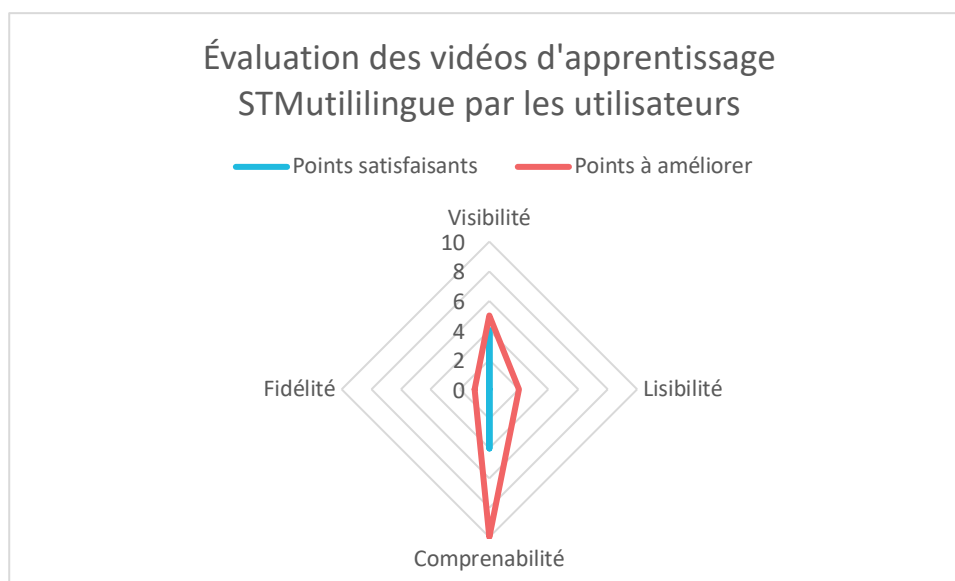 Évaluation des vidéos d'apprentissage
STMutililingue par les utilisateurs
Points satisfaisants
Points à améliorer
Visibilité
10
8
6
4
2
0
Fidélité
Lisibilité
Comprenabilité